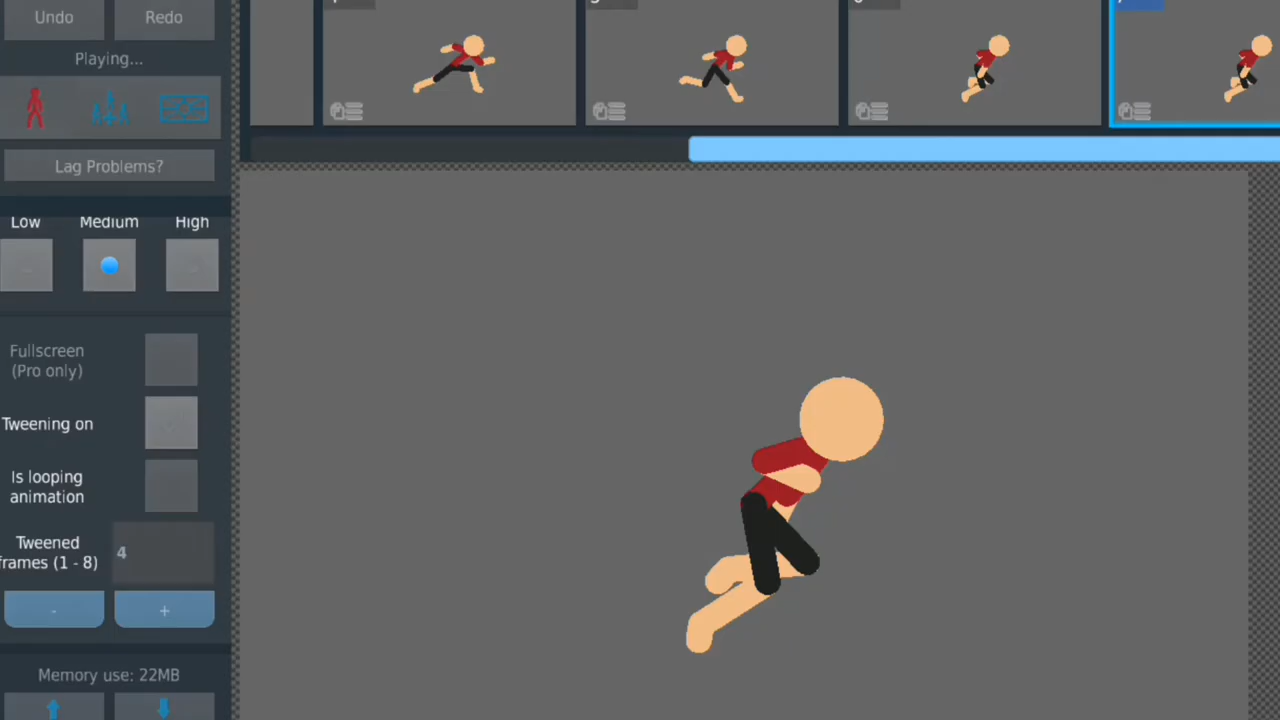 Undo
Redo
Playing...
Lag Problems?
Low
Medium
High
Fullscreen
(Pro only)
Tweening on
Is looping
animation
Tweened
frames (1 - 8)
4
-
+
Memory use: 22MB